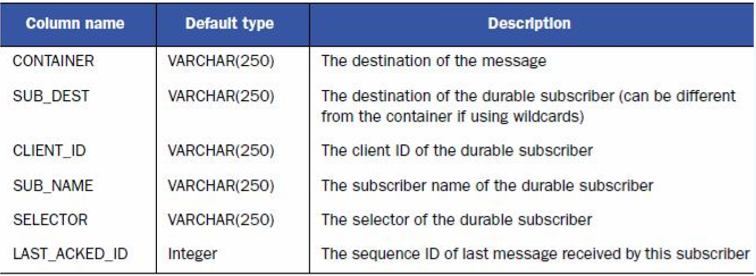 Column name Default type Description
CONTAINER VARCHAR(250) The destination of the message
SUB_DEST VARCHAR(250) The destination of the durable subscriber (can be different
from the container if using wildcards)
CLIENT_ID VARCHAR(250) The client ID of the durable subscriber
SUB_NAME VARCHAR(250) The subscriber name of the durable subscriber
SELECTOR VARCHAR(250) The selector of the durable subscriber
LAST_ACKED_ID Integer The sequence ID of last message received by this subscriber